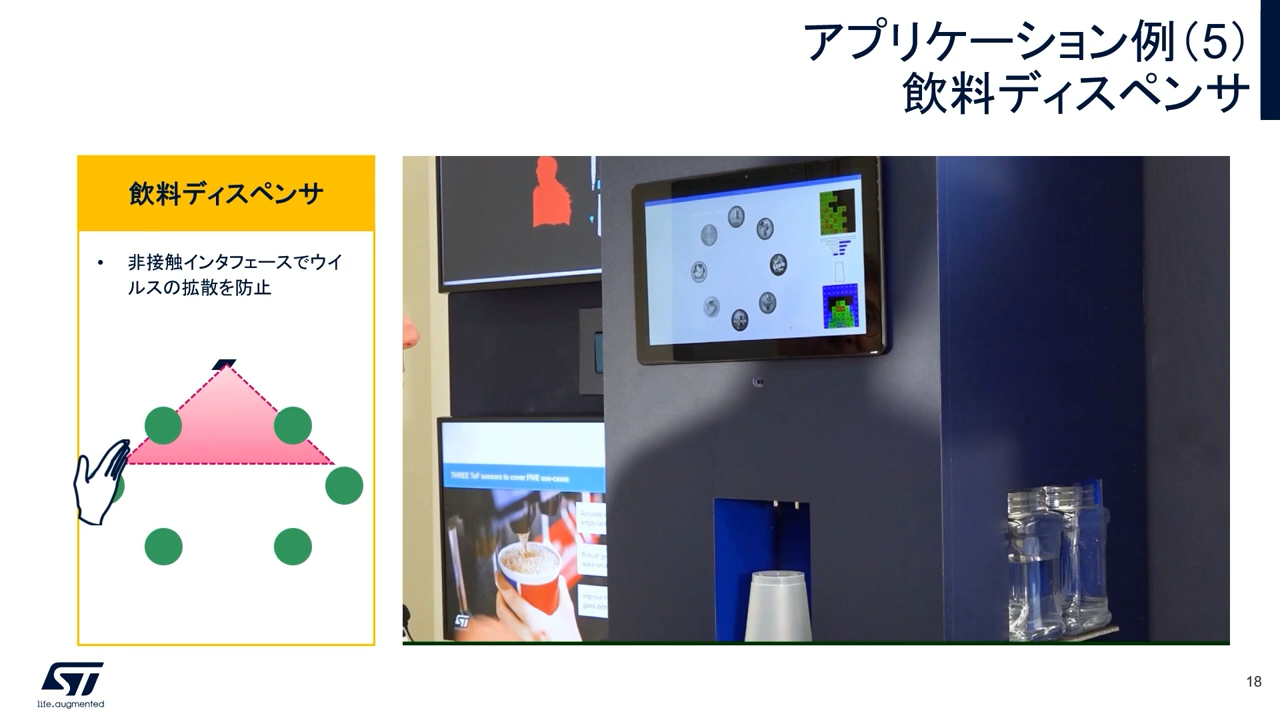 アプリケーション例(5)
飲料ディスペンサ
飲料ディスペンサ
• 非接触インタフェースでウイ
ルスの拡散を防止
THREE ToF sensors to cover FIVE use-cases
ST
life.augmented
18